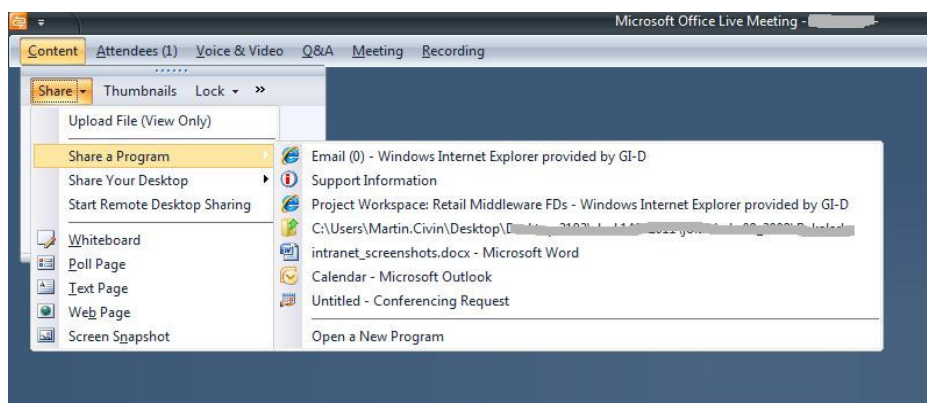 Microsoft Office Live Meeting -
Content Attendees (1) Voice & Video Q&A Meeting Recording
Share Thumbnails Lock »
Upload File (View Only)
Share a Program
Share Your Desktop
Start Remote Desktop Sharing
Whiteboard
Poll Page
Text Page
Web Page
Screen Snapshot
Email (0) - Windows Internet Explorer provided by GI-D
Support Information
Project Workspace: Retail Middleware FDs - Windows Internet Explorer provided by GI-D
C:\Users\Martin.Civin\Desktop\
intranet_screenshots.docx - Microsoft Word
Calendar - Microsoft Outlook
Untitled - Conferencing Request
Open a New Program